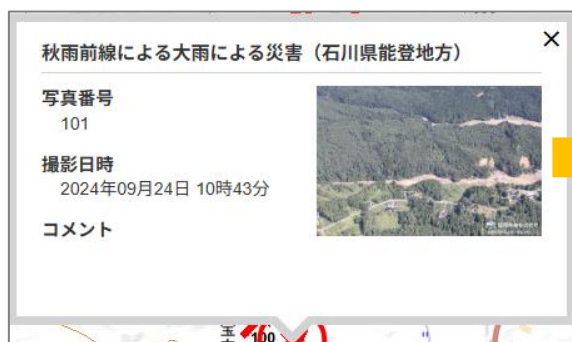 秋雨前線による大雨による災害（石川県能登地方）
×
写真番号
101
撮影日時
2024年09月24日 10時43分
コメント
100